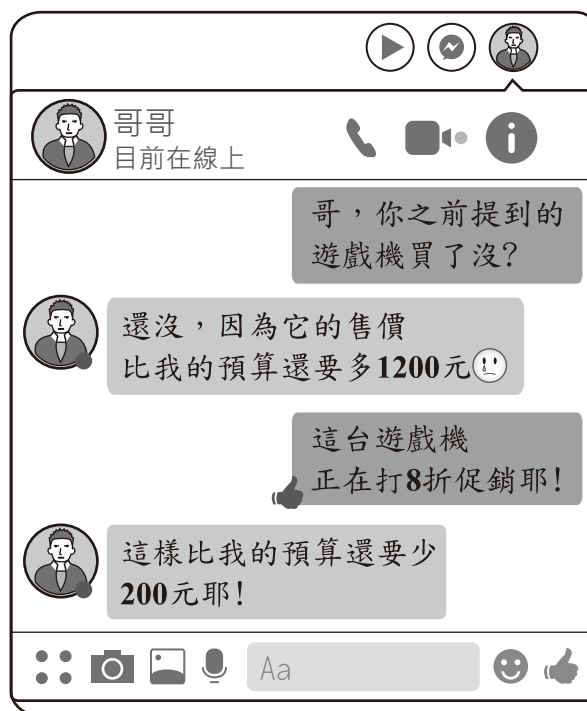 哥哥
目前在線上
哥，你之前提到的
遊戲機買了沒?
還沒，因為它的售價
比我的預算還要多1200元
這台遊戲機
正在打8折促銷耶!
這樣比我的預算還要少
200元耶!
Aa